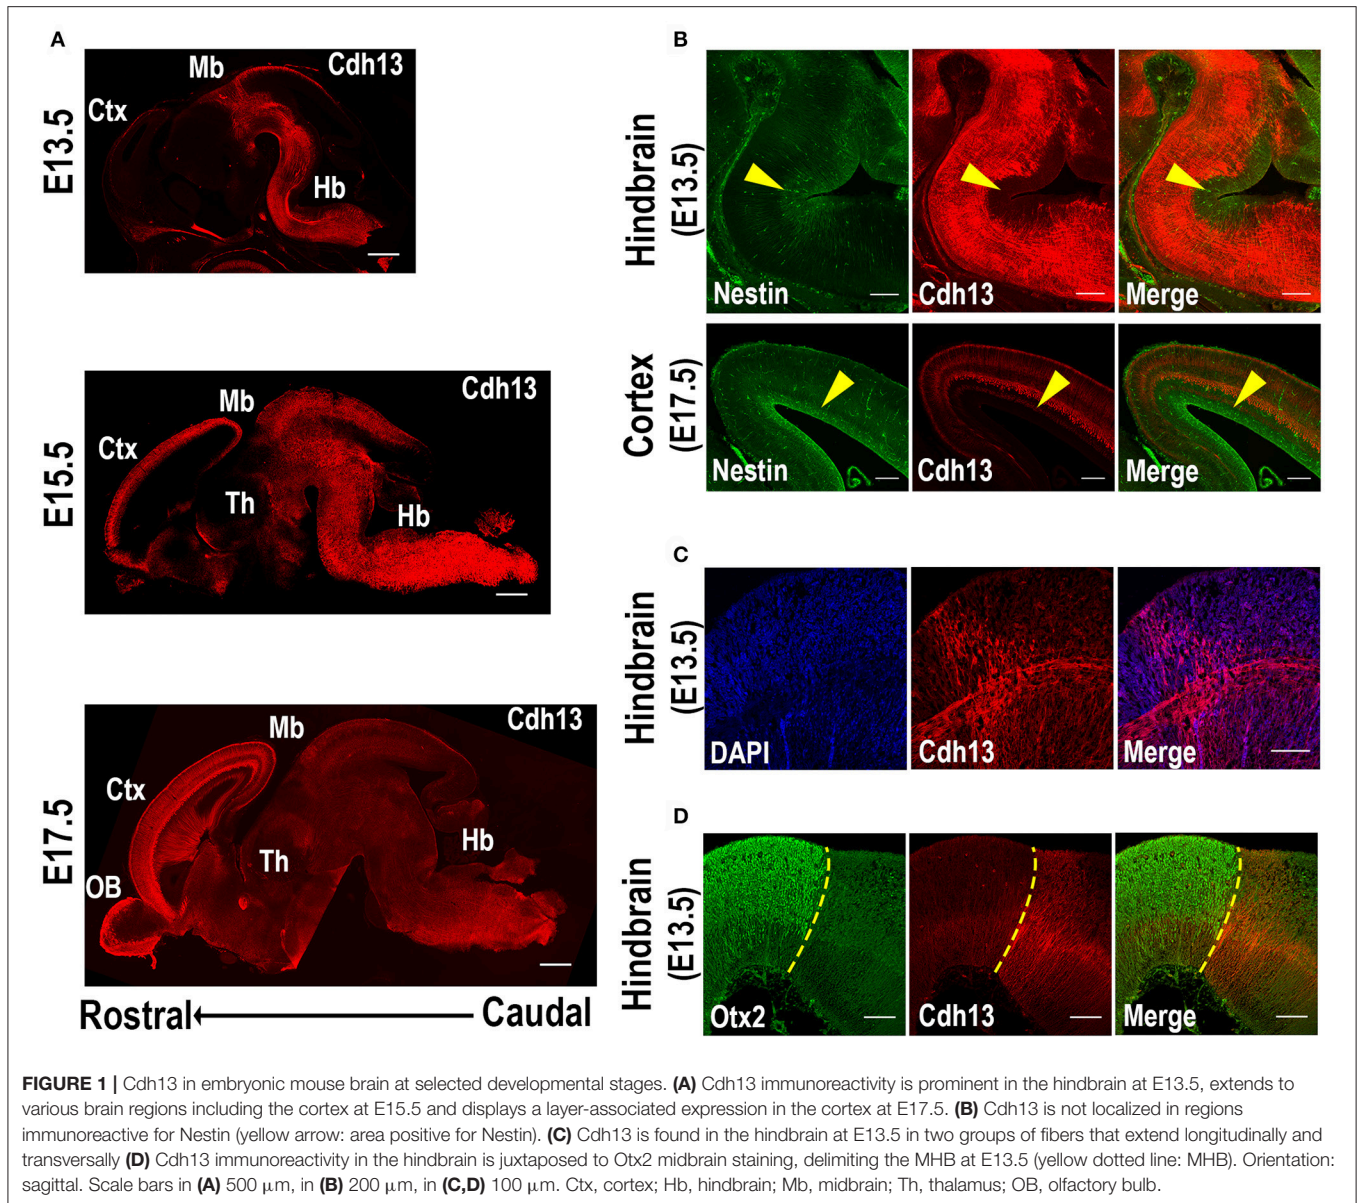 A
Mb
Cdh13
Ctx
E13.5
Hb
Cdh13
Mb
Ctx
E15.5
Th
Hb
Cdh13
Mb
Ctx
E17.5
Th
Hb
OB
Rostral
Caudal
B
Hindbrain
(E13.5)
Nestin
Cdh13
Merge
Cortex
(E17.5)
Nestin
Cdh13
Merge
C
Hindbrain
(E13.5)
DAPI
Cdh13
Merge
D
Hindbrain
(E13.5)
Otx2
Cdh13
Merge
FIGURE 1 | Cdh13 in embryonic mouse brain at selected developmental stages. (A) Cdh13 immunoreactivity is prominent in the hindbrain at E13.5, extends to
various brain regions including the cortex at E15.5 and displays a layer-associated expression in the cortex at E17.5. (B) Cdh13 is not localized in regions
immunoreactive for Nestin (yellow arrow: area positive for Nestin). (C) Cdh13 is found in the hindbrain at E13.5 in two groups of fibers that extend longitudinally and
transversally (D) Cdh13 immunoreactivity in the hindbrain is juxtaposed to Otx2 midbrain staining, delimiting the MHB at E13.5 (yellow dotted line: MHB). Orientation:
sagittal. Scale bars in (A) 500 μm, in (B) 200 μm, in (C,D) 100 μm. Ctx, cortex; Hb, hindbrain; Mb, midbrain; Th, thalamus; OB, olfactory bulb.